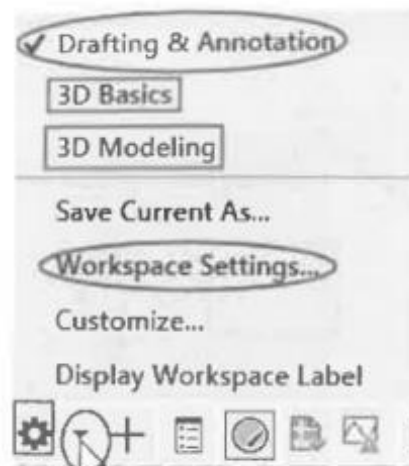 Drafting & Annotation
3D Basics
3D Modeling
Save Current As...
Workspace Settings...
Customize...
Display Workspace Label